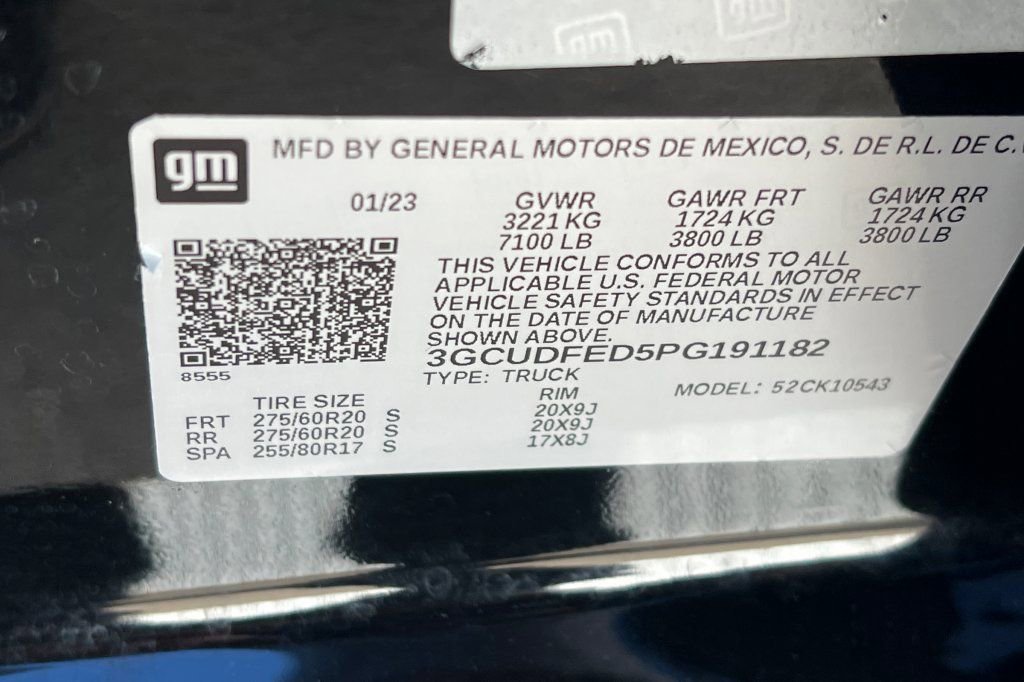 gm
gm
gm
MFD BY GENERAL MOTORS DE MEXICO, S. DE R.L. DE C.
01/23
GVWR GAWR FRT GAWR RR
3221 KG 1724 KG 1724 KG
7100 LB 3800 LB 3800 LB
THIS VEHICLE CONFORMS TO ALL
APPLICABLE U.S. FEDERAL MOTOR
VEHICLE SAFETY STANDARDS IN EFFECT
ON THE DATE OF MANUFACTURE
SHOWN ABOVE.
3GCUDFED5PG191182
8555
TYPE: TRUCK MODEL: 52CK10543
TIRE SIZE RIM
FRT 275/60R20 S 20X9J
RR 275/60R20 S 20X9J
SPA 255/80R17 S 17X8J